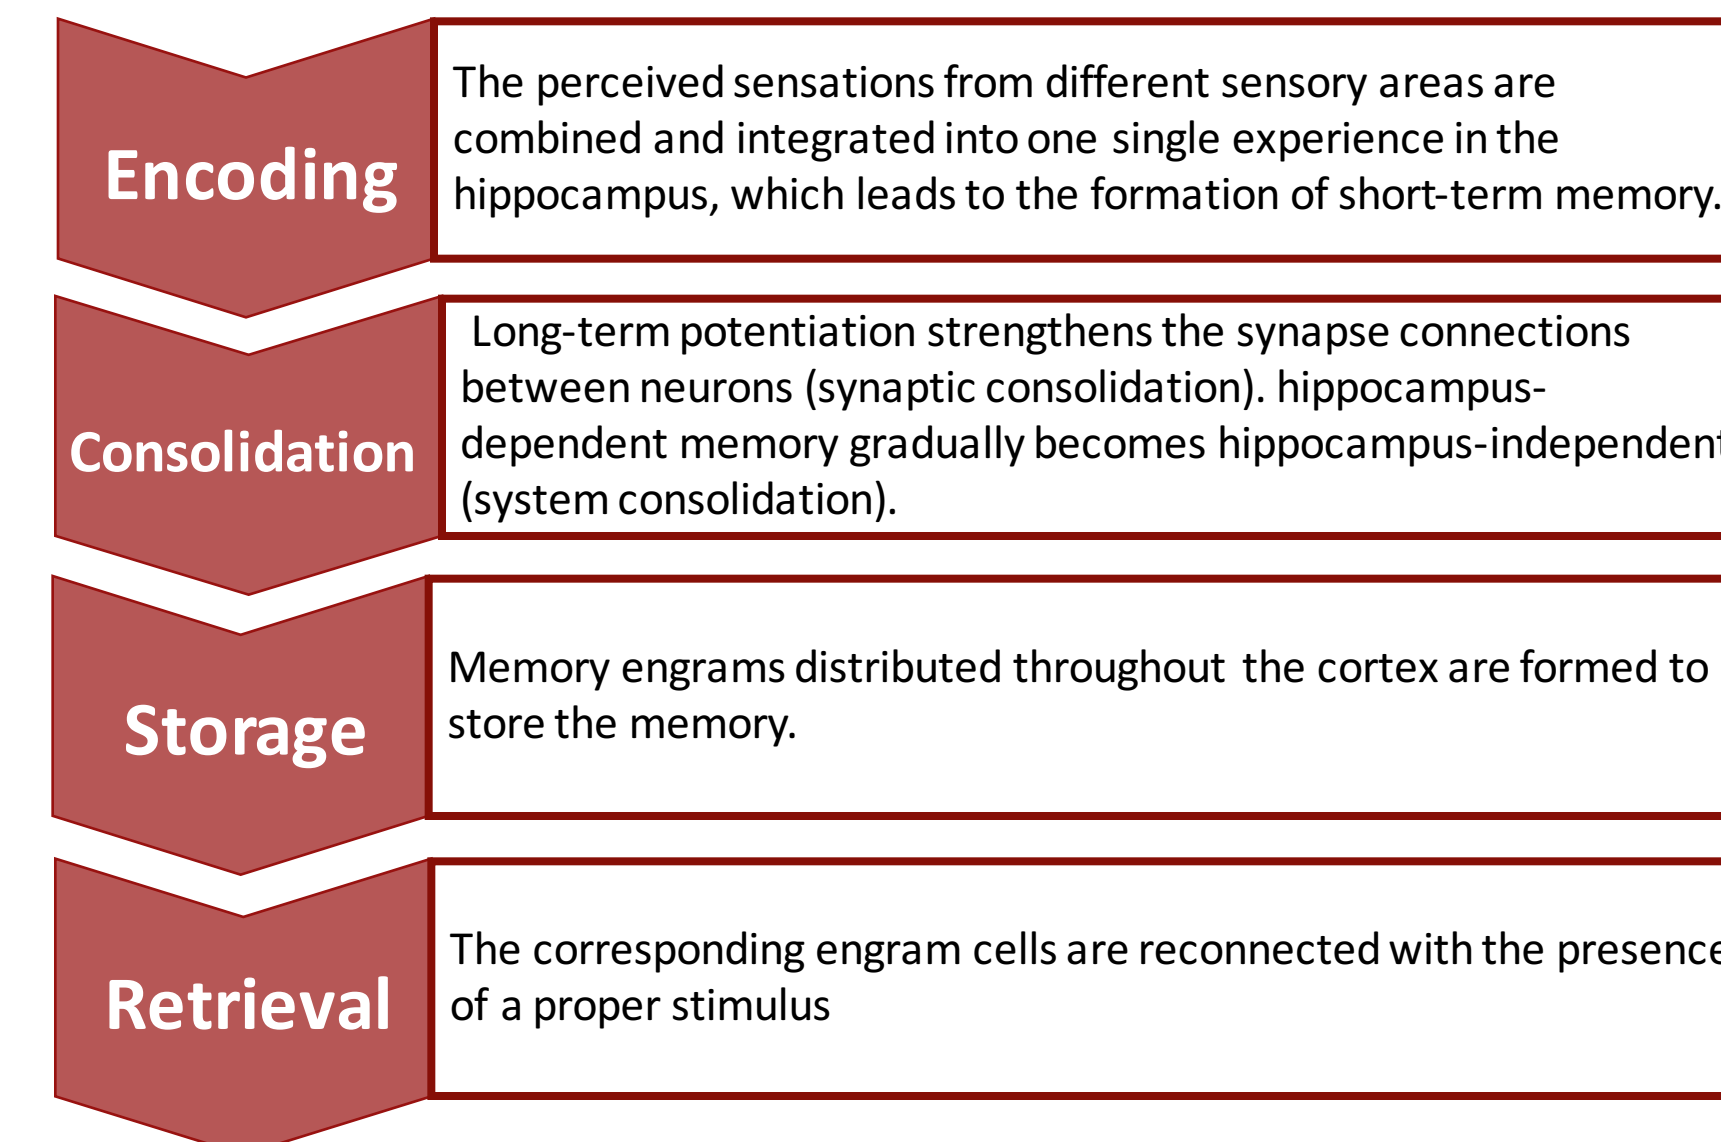 Encoding
The perceived sensations from different sensory areas are
combined and integrated into one single experience in the
hippocampus, which leads to the formation of short-term memory.
Consolidation
Long-term potentiation strengthens the synapse connections
between neurons (synaptic consolidation). hippocampus-
dependent memory gradually becomes hippocampus-independent
(system consolidation).
Storage
Memory engrams distributed throughout the cortex are formed to
store the memory.
Retrieval
The corresponding engram cells are reconnected with the presence
of a proper stimulus